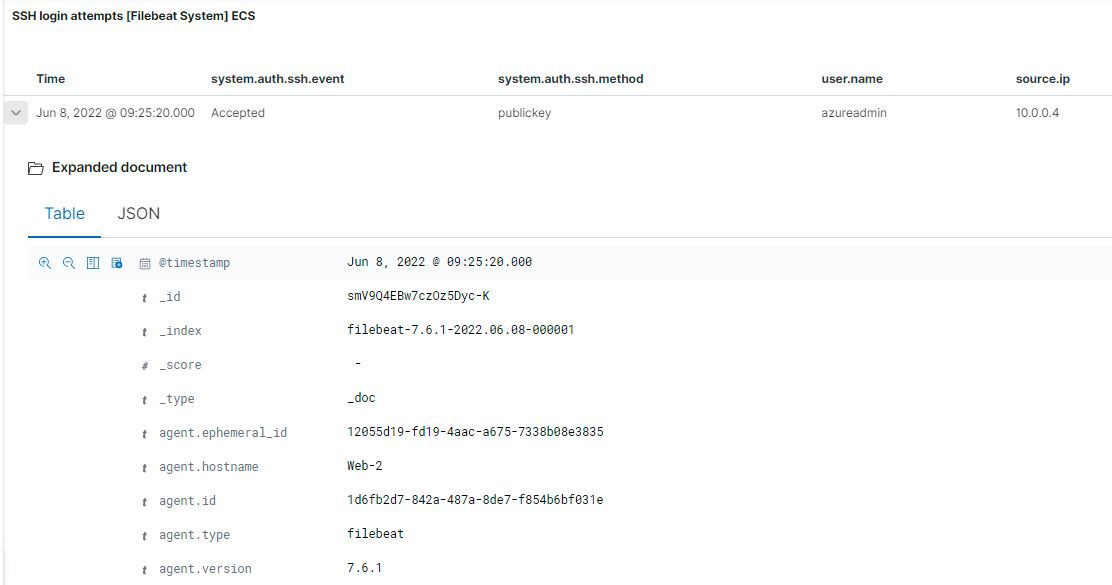 SSH login attempts [Filebeat System] ECS
Time system.auth.ssh.event system.auth.ssh.method user.name source.ip
Jun 8, 2022 @ 09:25:20.000 Accepted publickey azureadmin 10.0.0.4
Expanded document
Table JSON
@timestamp Jun 8, 2022 @ 09:25:20.000
t _id smV9Q4EBw7czOz5Dyc-K
t _index filebeat-7.6.1-2022.06.08-000001
# _score -
t _type _doc
t agent.ephemeral_id 12055d19-fd19-4aac-a675-7338b08e3835
t agent.hostname Web-2
t agent.id 1d6fb2d7-842a-487a-8de7-f854b6bf031e
t agent.type filebeat
t agent.version 7.6.1